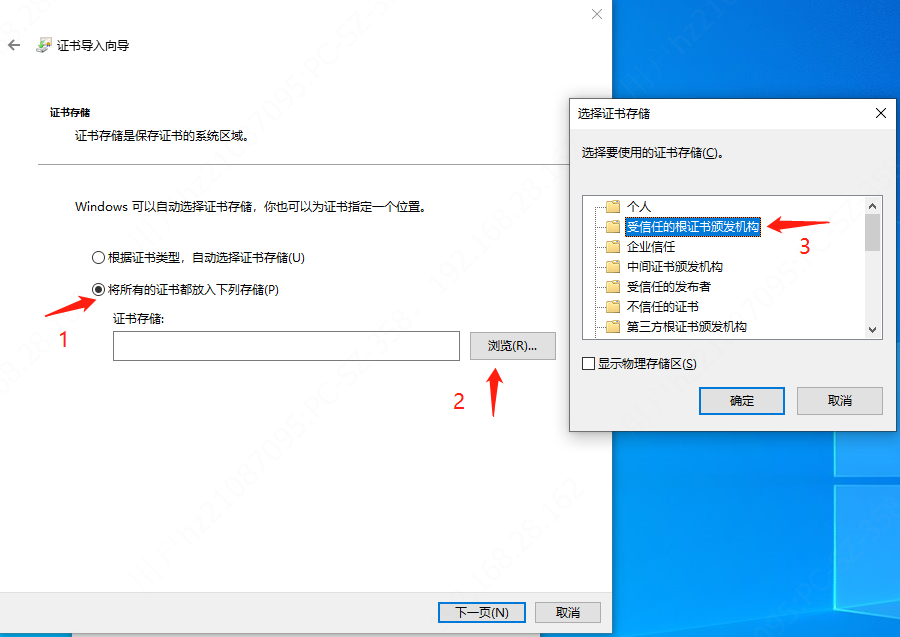 证书导入向导
证书存储
证书存储是保存证书的系统区域。
Windows 可以自动选择证书存储，你也可以为证书指定一个位置。
根据证书类型，自动选择证书存储(U)
将所有的证书都放入下列存储(P)
1
证书存储:
浏览(R)...
2
下一页(N)
取消
选择证书存储
选择要使用的证书存储(C)。
个人
受信任的根证书颁发机构
3
企业信任
中间证书颁发机构
受信任的发布者
不信任的证书
第三方根证书颁发机构
显示物理存储区(S)
确定
取消